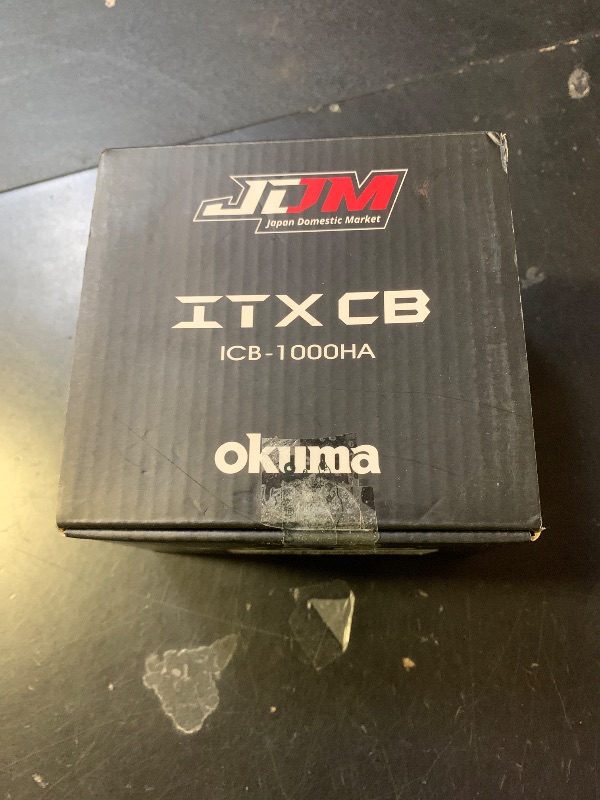 JDM
Japan Domestic Market
ITX CB
ICB-1000HA
okuma